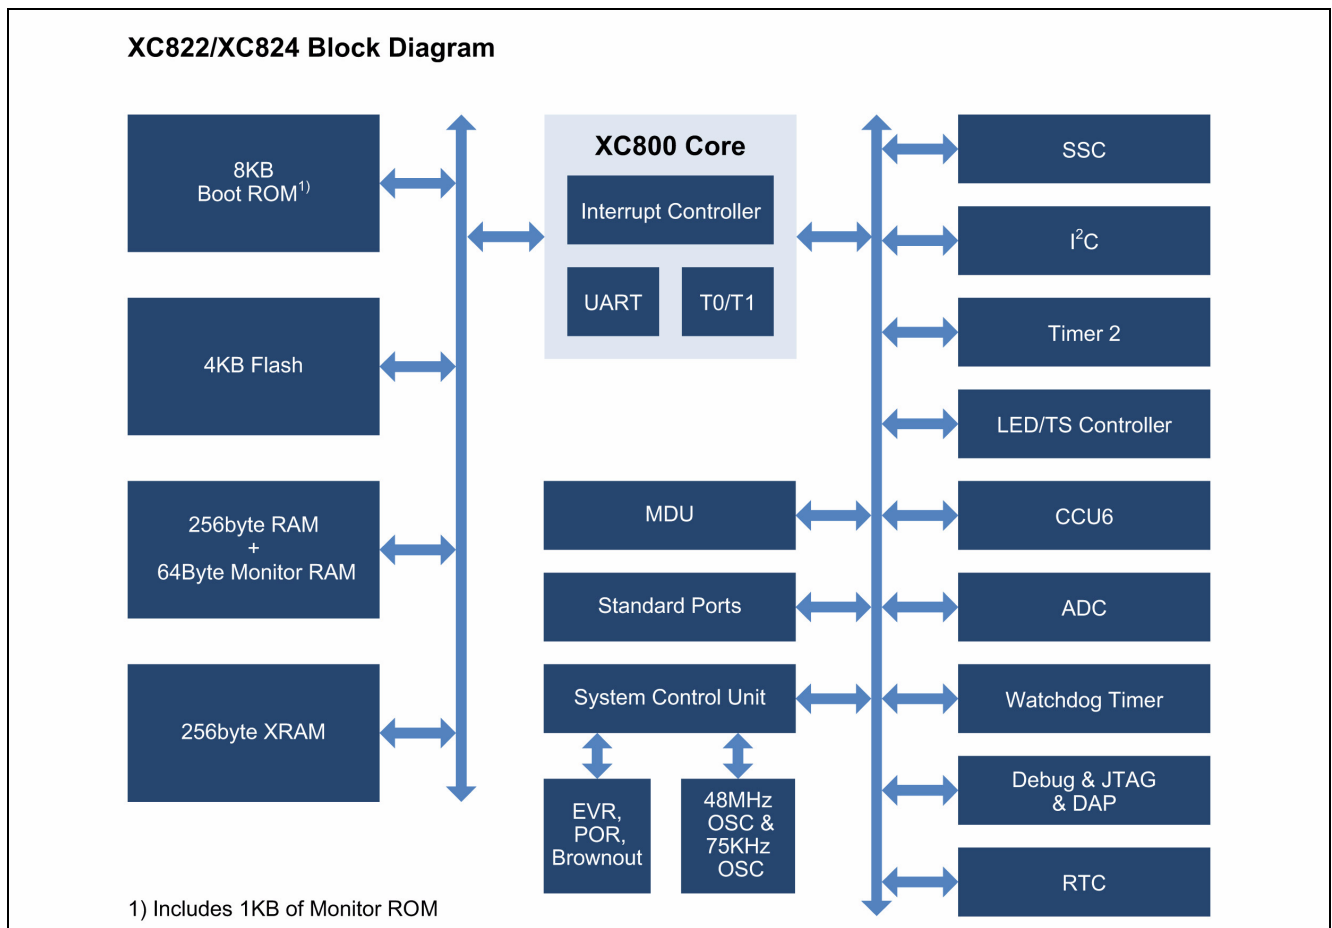 XC822/XC824 Block Diagram
8KB
Boot ROM1)
4KB Flash
256byte RAM
+
64Byte Monitor RAM
256byte XRAM
XC800 Core
Interrupt Controller
UART
T0/T1
MDU
Standard Ports
System Control Unit
EVR,
POR,
Brownout
48MHz
OSC &
75KHz
OSC
SSC
I2C
Timer 2
LED/TS Controller
CCU6
ADC
Watchdog Timer
Debug & JTAG
& DAP
RTC
1) Includes 1KB of Monitor ROM